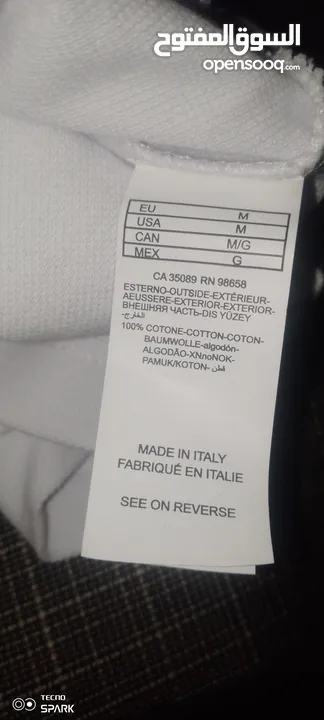 السوق المفتوح
opensooq.com
EU M
USA M
CAN M/G
MEX G
CA 35089 RN 98658
ESTERNO-OUTSIDE-EXTÉRIEUR-
AEUSSERE-EXTERIOR-EXTERIOR-
ВНЕШНЯЯ ЧАСТЬ-DIS YÜZEY
-الخارج
100% COTONE-COTTON-COTON-
BAUMWOLLE-algodón-
ALGODÃO-ХЛпоNOK-
PAMUK/KOTON- قطن
MADE IN ITALY
FABRIQUÉ EN ITALIE
SEE ON REVERSE
TECNO
SPARK